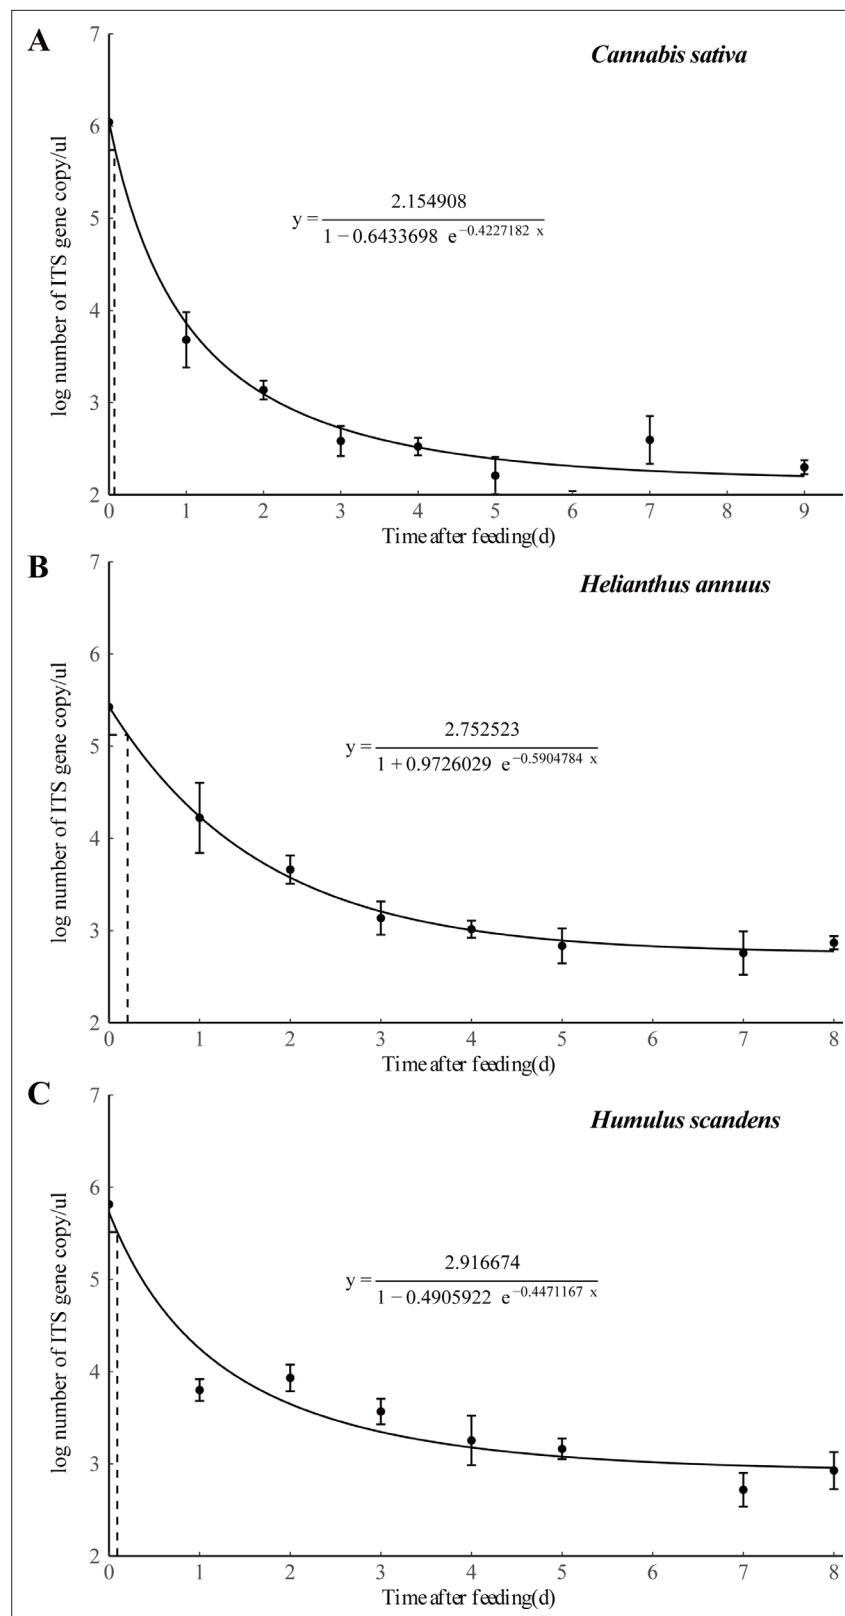 A
Cannabis sativa
7
6
5
4
3
2
log number of ITS gene copy/ul
y = 2.154908 / 1 − 0.6433698 e^−0.4227182 x
0 1 2 3 4 5 6 7 8 9
Time after feeding(d)
B
Helianthus annuus
7
6
5
4
3
2
log number of ITS gene copy/ul
y = 2.752523 / 1 + 0.9726029 e^−0.5904784 x
0 1 2 3 4 5 6 7 8
Time after feeding(d)
C
Humulus scandens
7
6
5
4
3
2
log number of ITS gene copy/ul
y = 2.916674 / 1 − 0.4905922 e^−0.4471167 x
0 1 2 3 4 5 6 7 8
Time after feeding(d)